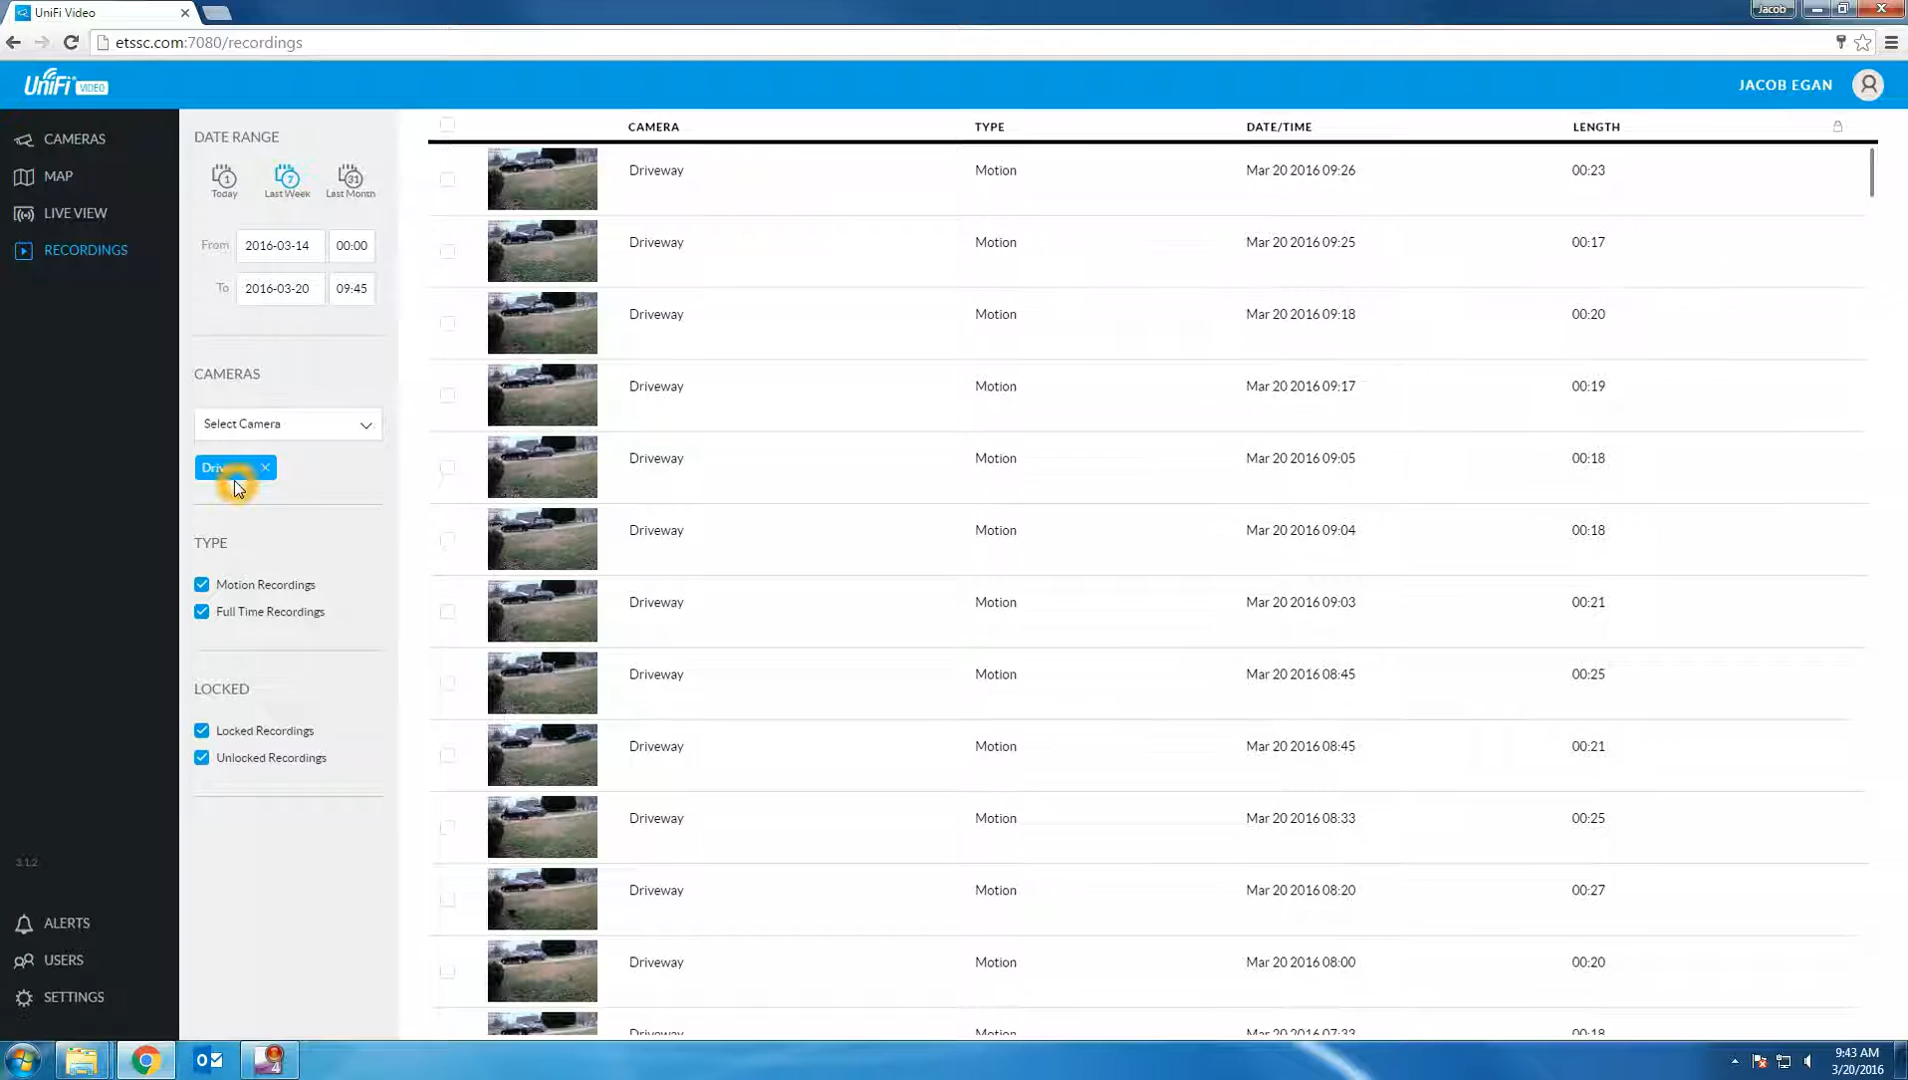 UniFi Video
Jacob
etssc.com:7080/recordings
UniFi VIDEO
JACOB EGAN
CAMERAS
MAP
LIVE VIEW
RECORDINGS
3.1.2
ALERTS
USERS
SETTINGS
DATE RANGE
1 7 31
Today Last Week Last Month
From 2016-03-14 00:00
To 2016-03-20 09:45
CAMERAS
Select Camera
TYPE
Motion Recordings
Full Time Recordings
LOCKED
Locked Recordings
Unlocked Recordings
CAMERA TYPE DATE/TIME LENGTH
Driveway Motion Mar 20 2016 09:26 00:23
Driveway Motion Mar 20 2016 09:25 00:17
Driveway Motion Mar 20 2016 09:18 00:20
Driveway Motion Mar 20 2016 09:17 00:19
Driveway Motion Mar 20 2016 09:05 00:18
Driveway Motion Mar 20 2016 09:04 00:18
Driveway Motion Mar 20 2016 09:03 00:21
Driveway Motion Mar 20 2016 08:45 00:25
Driveway Motion Mar 20 2016 08:45 00:21
Driveway Motion Mar 20 2016 08:33 00:25
Driveway Motion Mar 20 2016 08:20 00:27
Driveway Motion Mar 20 2016 08:00 00:20
Driveway Motion Mar 20 2016 07:33 00:18
4
9:43 AM
3/20/2016